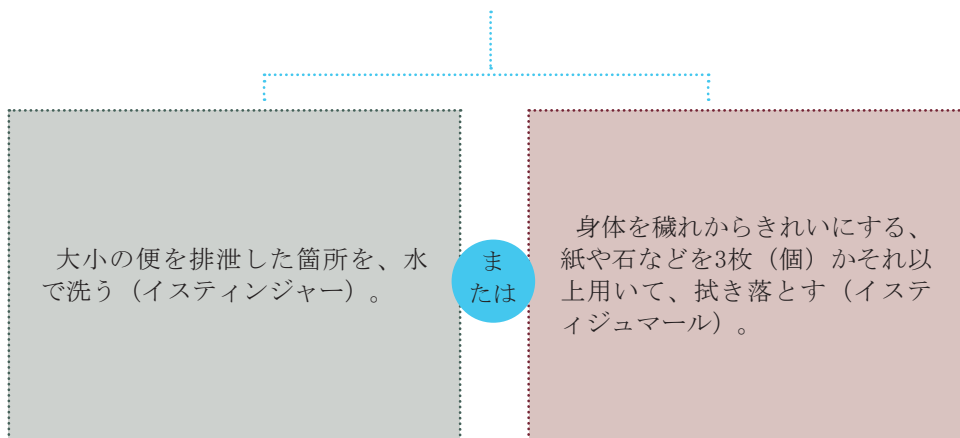 大小の便を排泄した箇所を、水
で洗う（イスティンジャー）。
ま
たは
身体を穢れからきれいにする、
紙や石などを3枚（個）かそれ以
上用いて、拭き落とす（イステ
ィジュマール）。